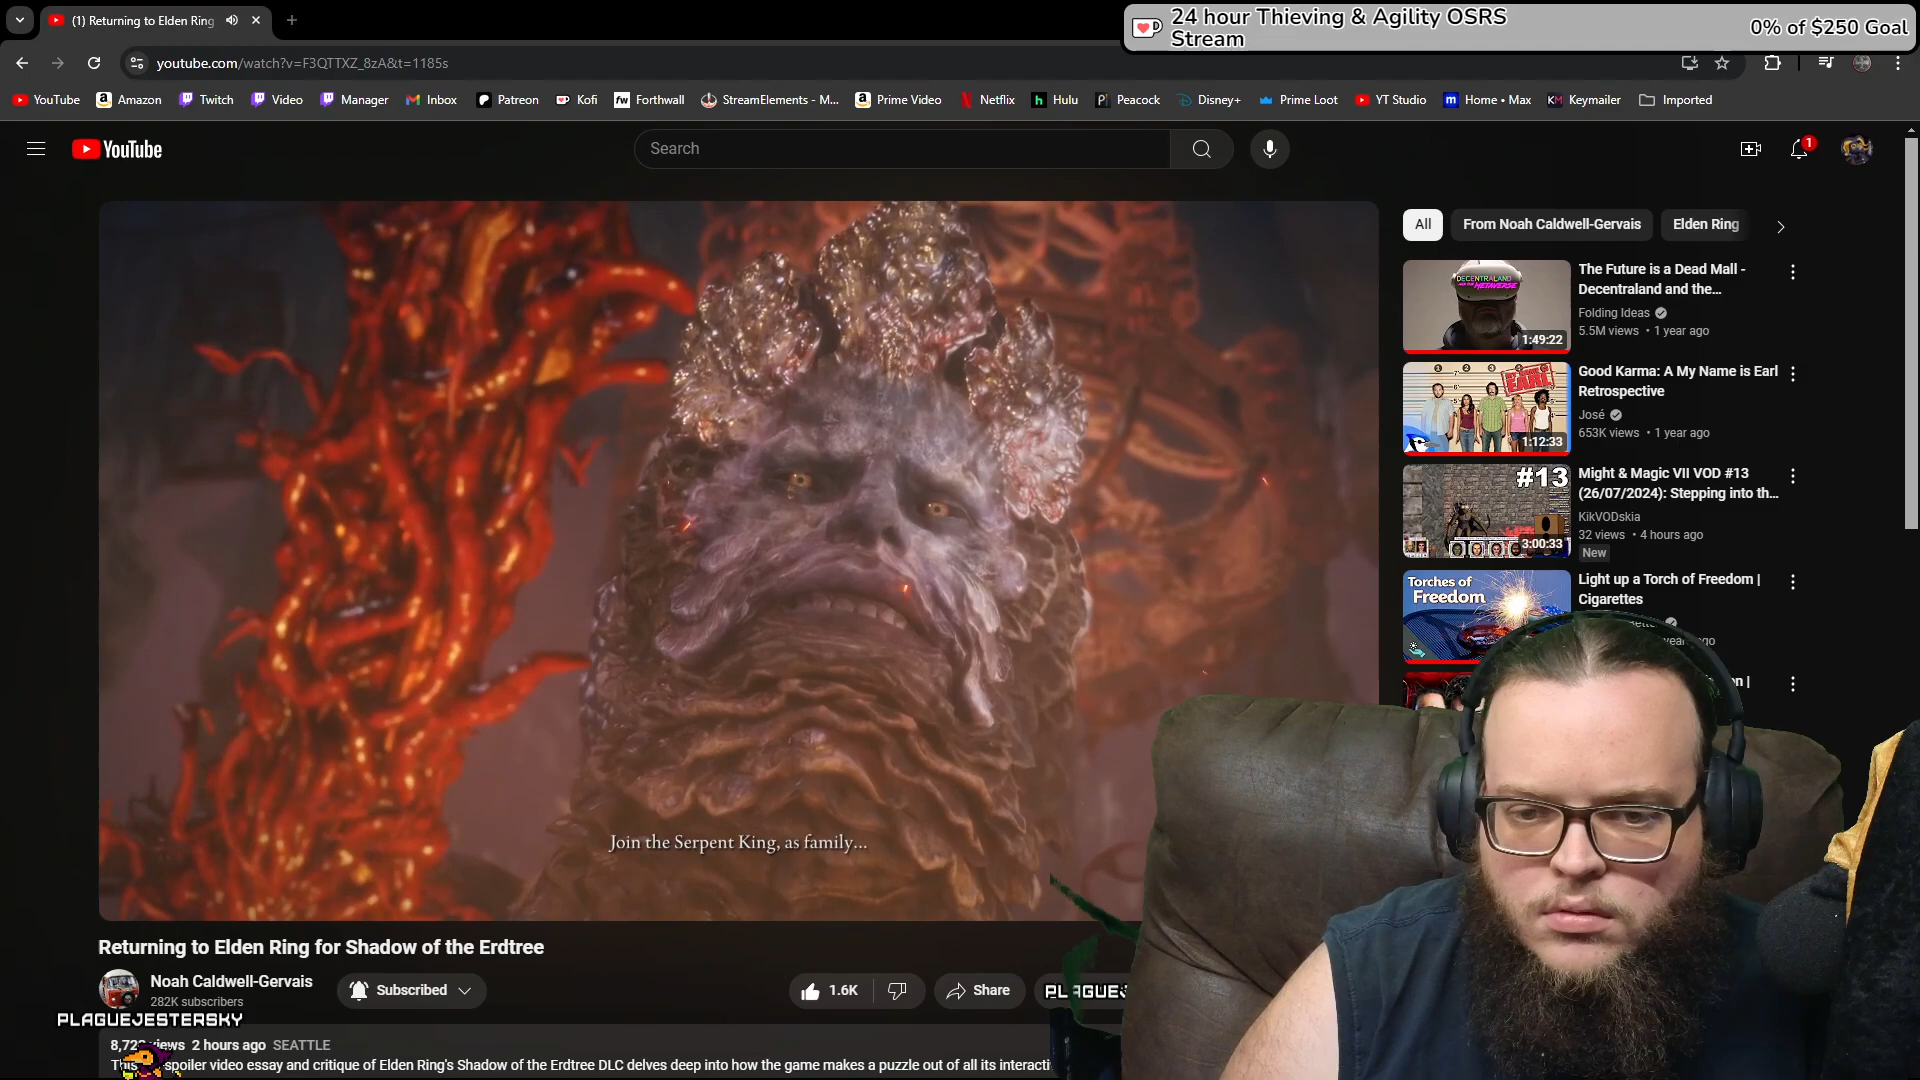 (1) Returning to Elden Ring
24 hour Thieving & Agility OSRS
Stream
0% of $250 Goal
youtube.com/watch?v=F3QTTXZ_8zA&t=1185s
YouTube
Amazon
Twitch
Video
Manager
Inbox
Patreon
Kofi
Forthwall
StreamElements - M...
Prime Video
Netflix
Hulu
Peacock
Disney+
Prime Loot
YT Studio
Home • Max
Keymailer
Imported
YouTube
Search
1
All
From Noah Caldwell-Gervais
Elden Ring
DECENTRALAND
AND THE METAVERSE
1:49:22
The Future is a Dead Mall -
Decentraland and the...
Folding Ideas
5.5M views • 1 year ago
MY NAME IS EARL
1:12:33
Good Karma: A My Name is Earl
Retrospective
José
653K views • 1 year ago
#13
3:00:33
Might & Magic VII VOD #13
(26/07/2024): Stepping into th...
KikVODskia
32 views • 4 hours ago
New
Torches of
Freedom
Light up a Torch of Freedom |
Cigarettes
Join the Serpent King, as family...
Returning to Elden Ring for Shadow of the Erdtree
Noah Caldwell-Gervais
282K subscribers
Subscribed
1.6K
Share
PLAGUEJESTERSKY
2 hours ago SEATTLE
spoiler video essay and critique of Elden Ring's Shadow of the Erdtree DLC delves deep into how the game makes a puzzle out of all its interacti